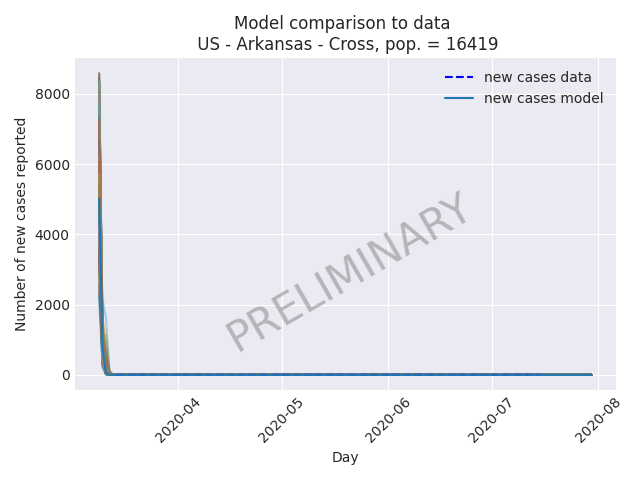 Model comparison to data
US - Arkansas - Cross, pop. = 16419
new cases data
new cases model
8000
6000
4000
2000
0
Number of new cases reported
PRELIMINARY
2020-04
2020-05
2020-06
2020-07
2020-08
Day